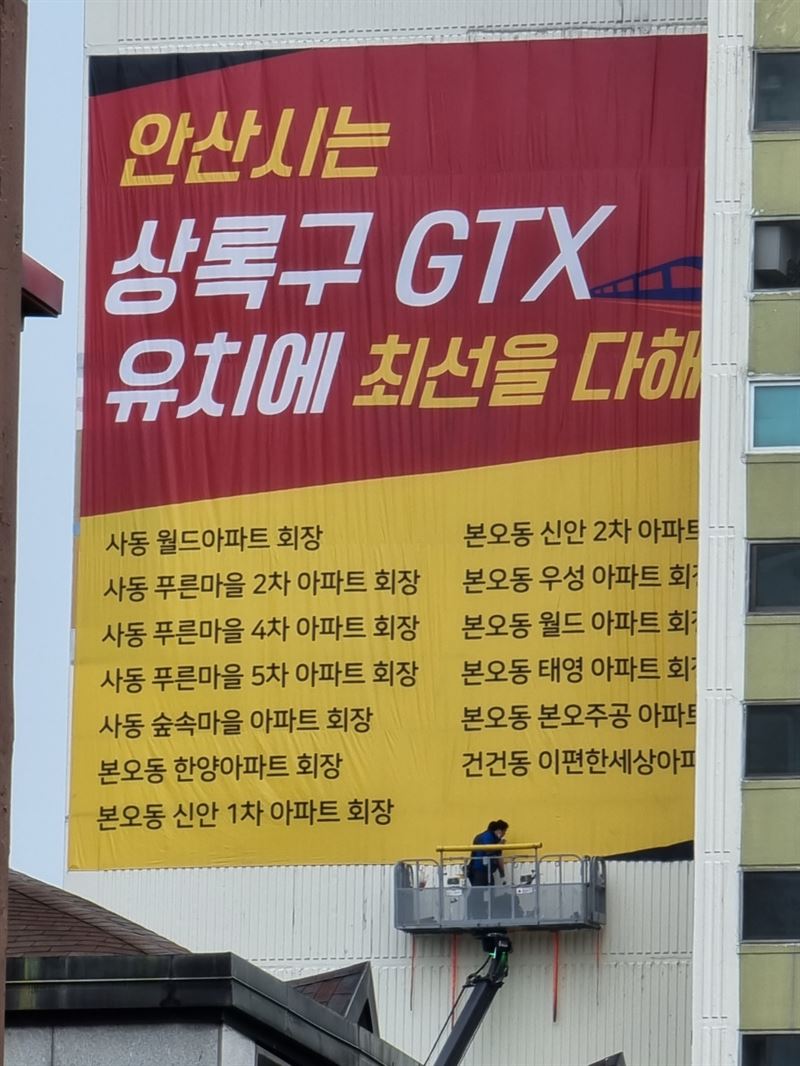 안산시는
상록구 GTX
유치에 최선을 다해
사동 월드아파트 회장
사동 푸른마을 2차 아파트 회장
사동 푸른마을 4차 아파트 회장
사동 푸른마을 5차 아파트 회장
사동 숲속마을 아파트 회장
본오동 한양아파트 회장
본오동 신안 1차 아파트 회장
본오동 신안 2차 아파트
본오동 우성 아파트 회
본오동 월드 아파트 회
본오동 태영 아파트 회
본오동 본오주공 아파트
건건동 이편한세상아파